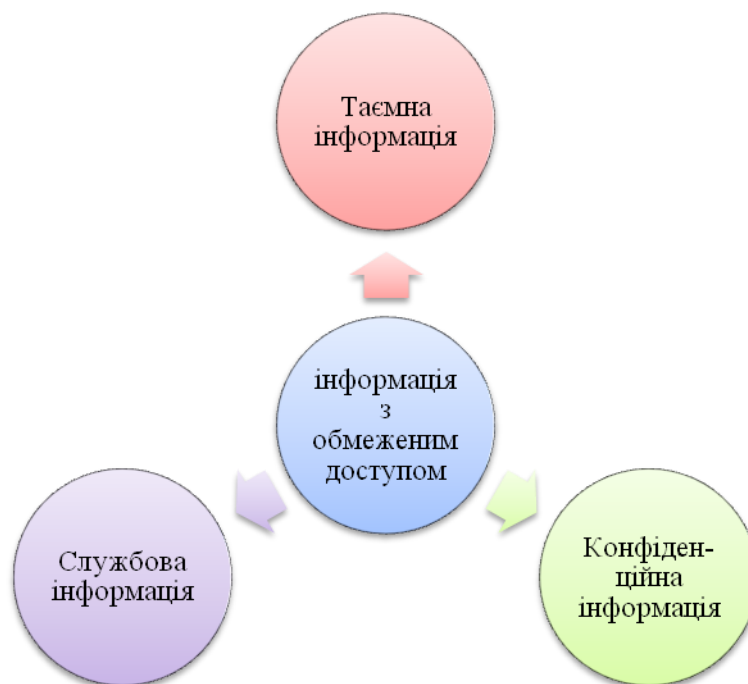 Таємна
інформація
інформація
з
обмеженим
доступом
Службова
інформація
Конфіден-
ційна
інформація